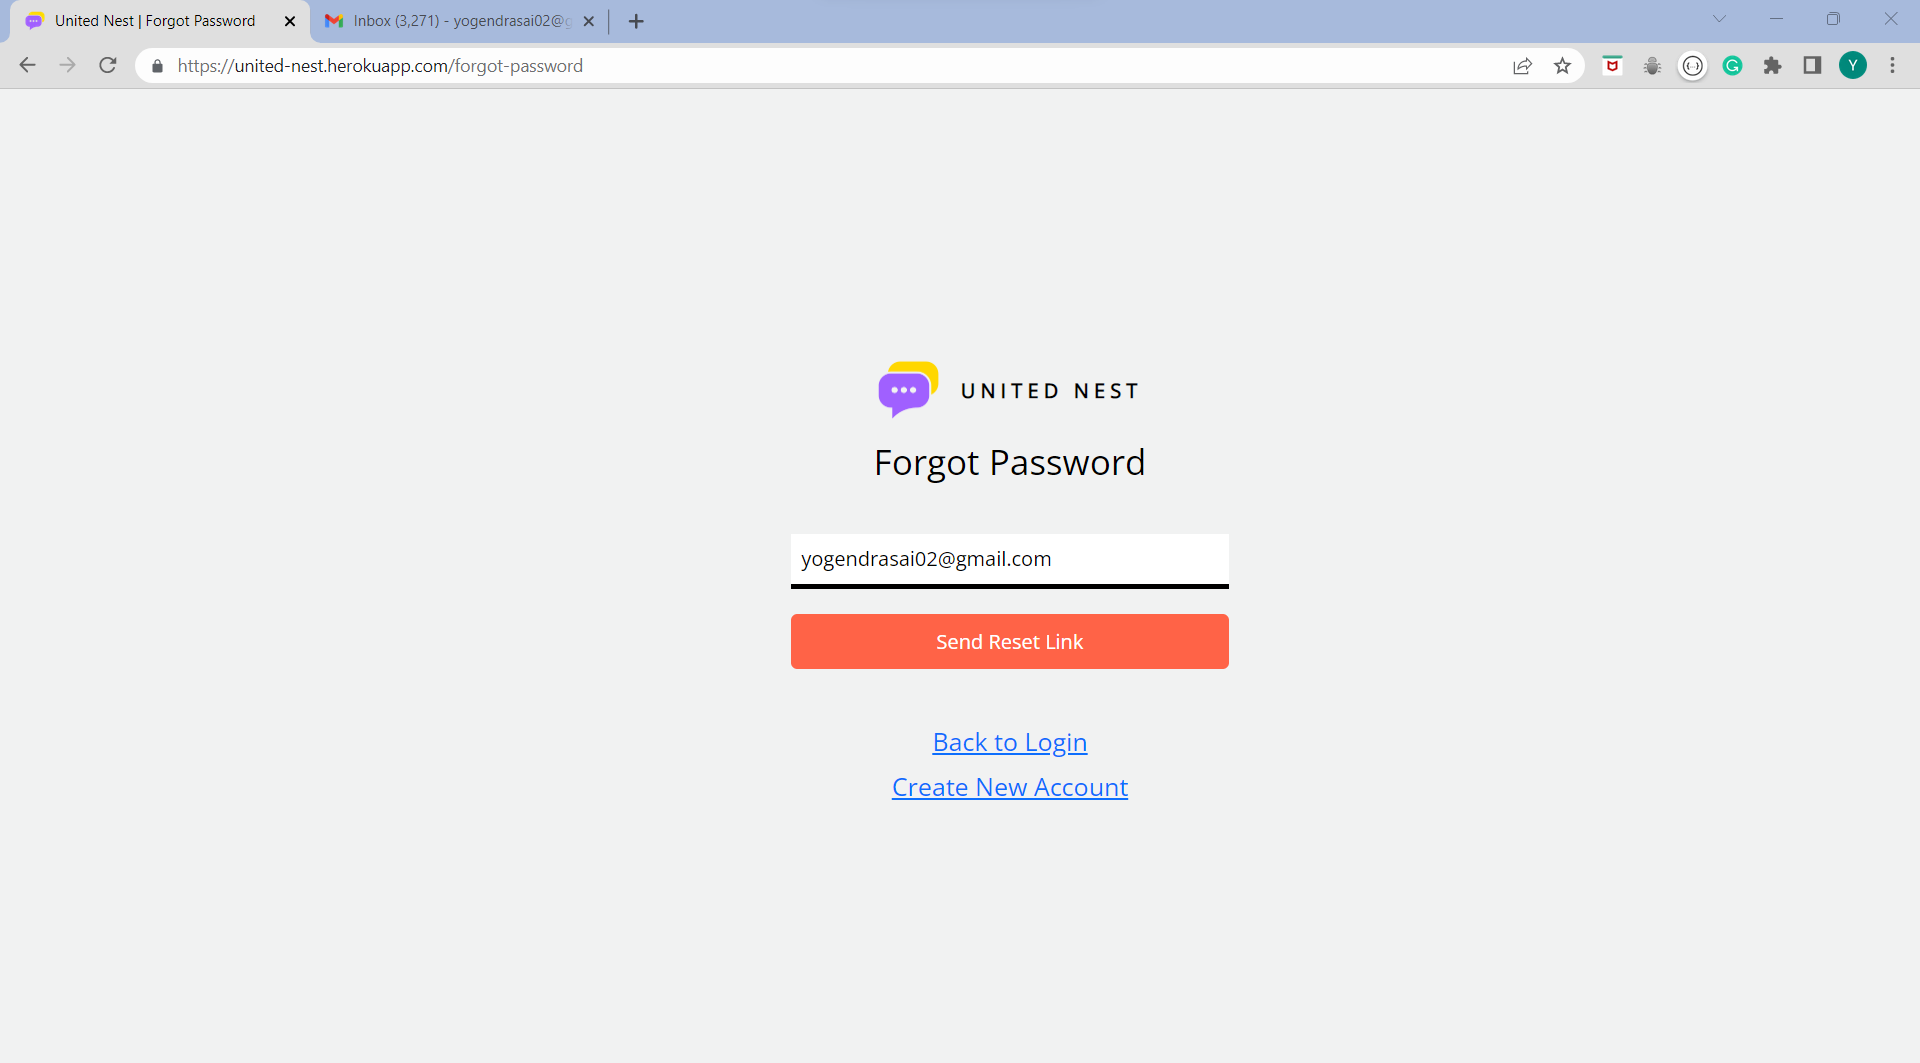 United Nest | Forgot Password
Inbox (3,271) - yogendrasai02@g
https://united-nest.herokuapp.com/forgot-password
Y
UNITED NEST
Forgot Password
yogendrasai02@gmail.com
Send Reset Link
Back to Login
Create New Account